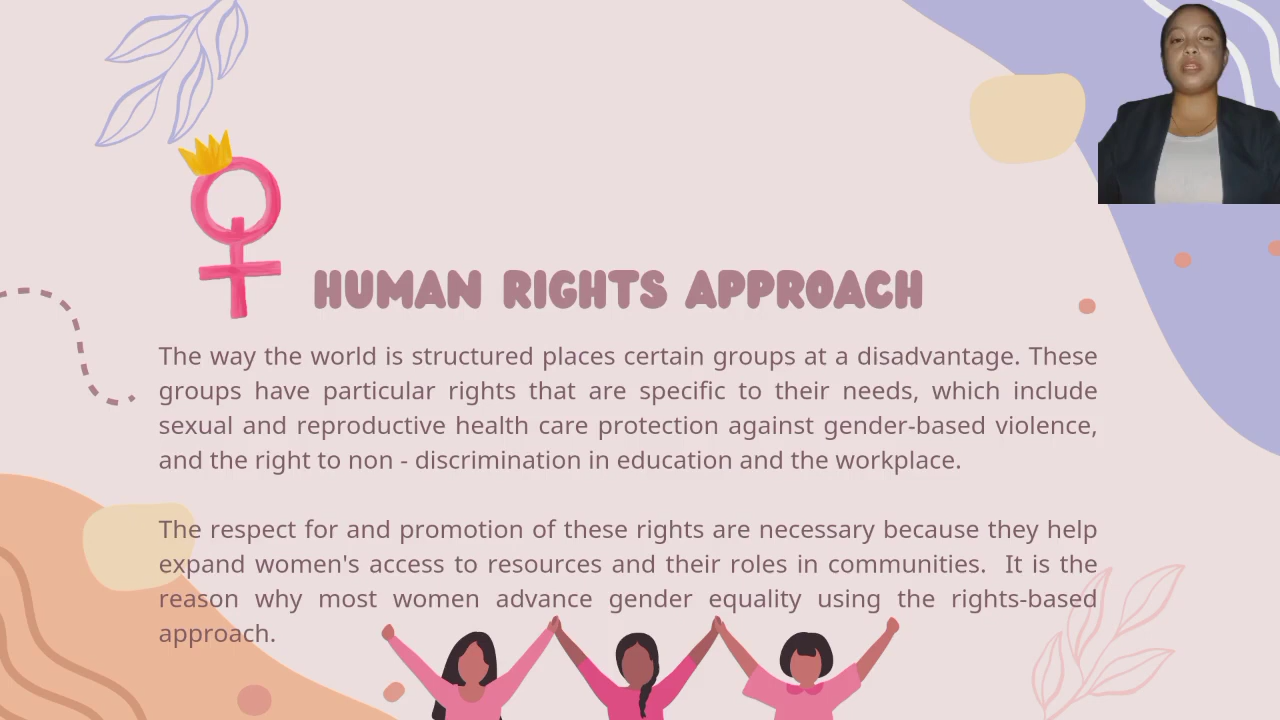 HUMAN RIGHTS APPROACH
The way the world is structured places certain groups at a disadvantage. These
groups have particular rights that are specific to their needs, which include
sexual and reproductive health care protection against gender-based violence,
and the right to non - discrimination in education and the workplace.
The respect for and promotion of these rights are necessary because they help
expand women's access to resources and their roles in communities.  It is the
reason why most women advance gender equality using the rights-based
approach.